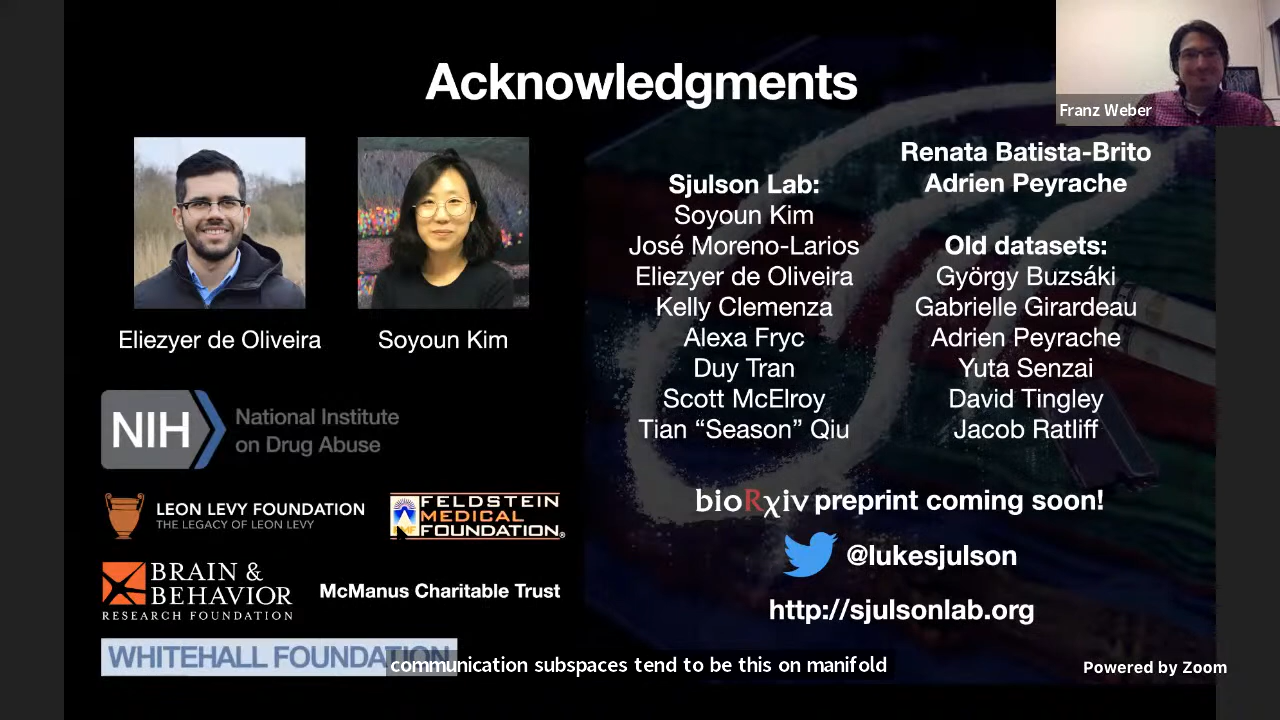 Acknowledgments
Franz Weber
Eliezyer de Oliveira
Soyoun Kim
NIH
National Institute
on Drug Abuse
LEON LEVY FOUNDATION
THE LEGACY OF LEON LEVY
FELDSTEIN
MEDICAL
FOUNDATION
BRAIN &
BEHAVIOR
RESEARCH FOUNDATION
McManus Charitable Trust
WHITEHALL FOUNDATION
Sjulson Lab:
Soyoun Kim
José Moreno-Larios
Eliezyer de Oliveira
Kelly Clemenza
Alexa Fryc
Duy Tran
Scott McElroy
Tian “Season” Qiu
Renata Batista-Brito
Adrien Peyrache
Old datasets:
György Buzsáki
Gabrielle Girardeau
Adrien Peyrache
Yuta Senzai
David Tingley
Jacob Ratliff
bioRχiv preprint coming soon!
@lukesjulson
http://sjulsonlab.org
communication subspaces tend to be this on manifold
Powered by Zoom